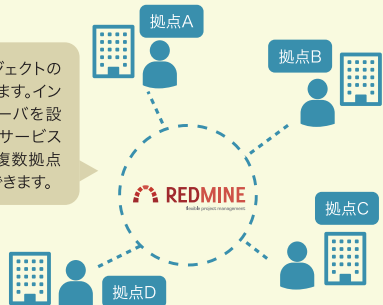 拠点A
拠点B
ジェクトの
ます。イン
ーバを設
サービス
複数拠点
できます。
REDMINE
flexible project management
拠点C
拠点D